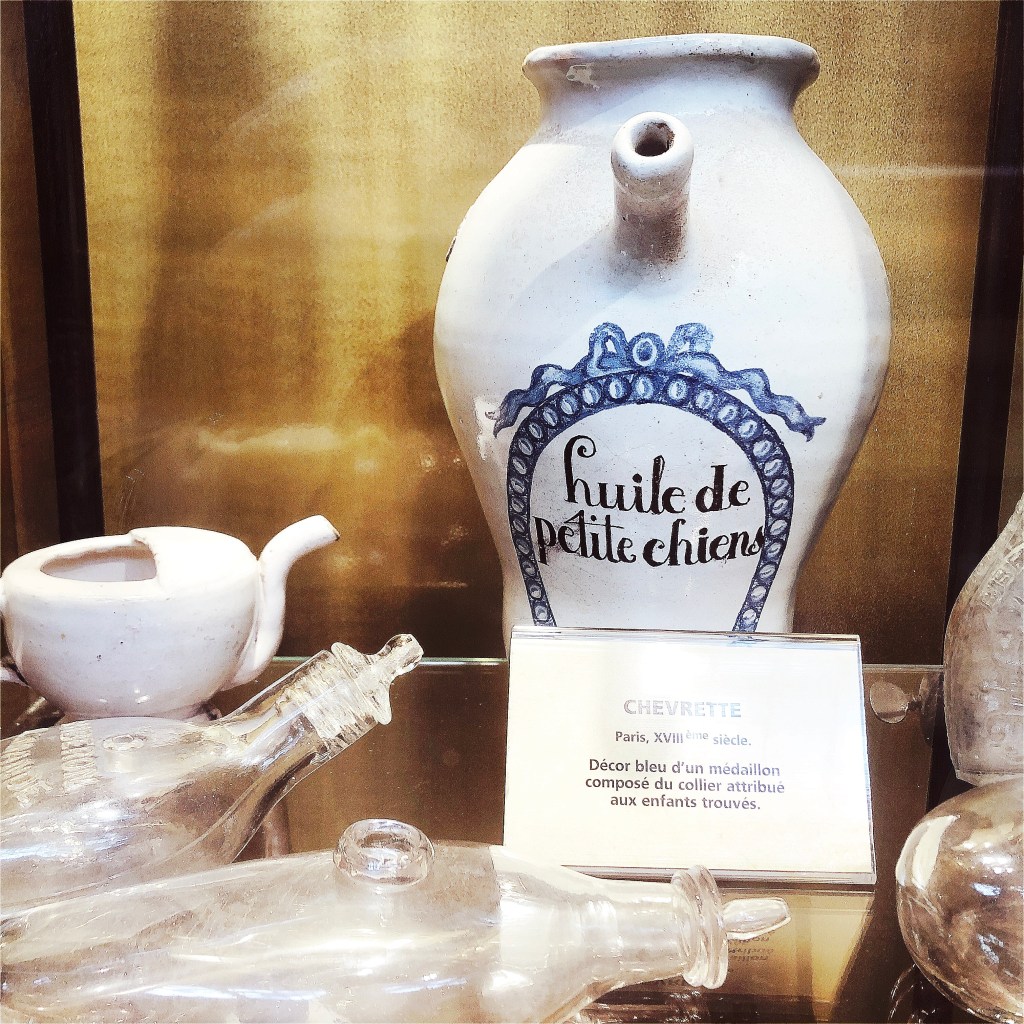 huile de
petite chiens
CHEVRETTE
Paris, XVIIIème siècle.
Décor bleu d'un médaillon
composé du collier attribué
aux enfants trouvés.